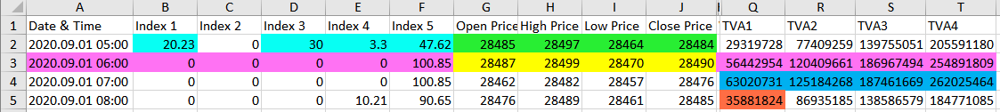 A B C D E F G H I J Q R S T
1 Date & Time Index 1 Index 2 Index 3 Index 4 Index 5 Open Price High Price Low Price Close Price TVA1 TVA2 TVA3 TVA4
2 2020.09.01 05:00 20.23 0 30 3.3 47.62 28485 28497 28464 28484 29319728 77409259 139755051 205591180
3 2020.09.01 06:00 0 0 0 0 100.85 28487 28499 28470 28490 56442954 120409661 186967494 254891809
4 2020.09.01 07:00 0 0 0 0 100.85 28462 28482 28457 28476 63020731 125184268 187461669 262025464
5 2020.09.01 08:00 0 0 0 10.21 90.65 28476 28489 28461 28485 35881824 86935185 138586579 184771085